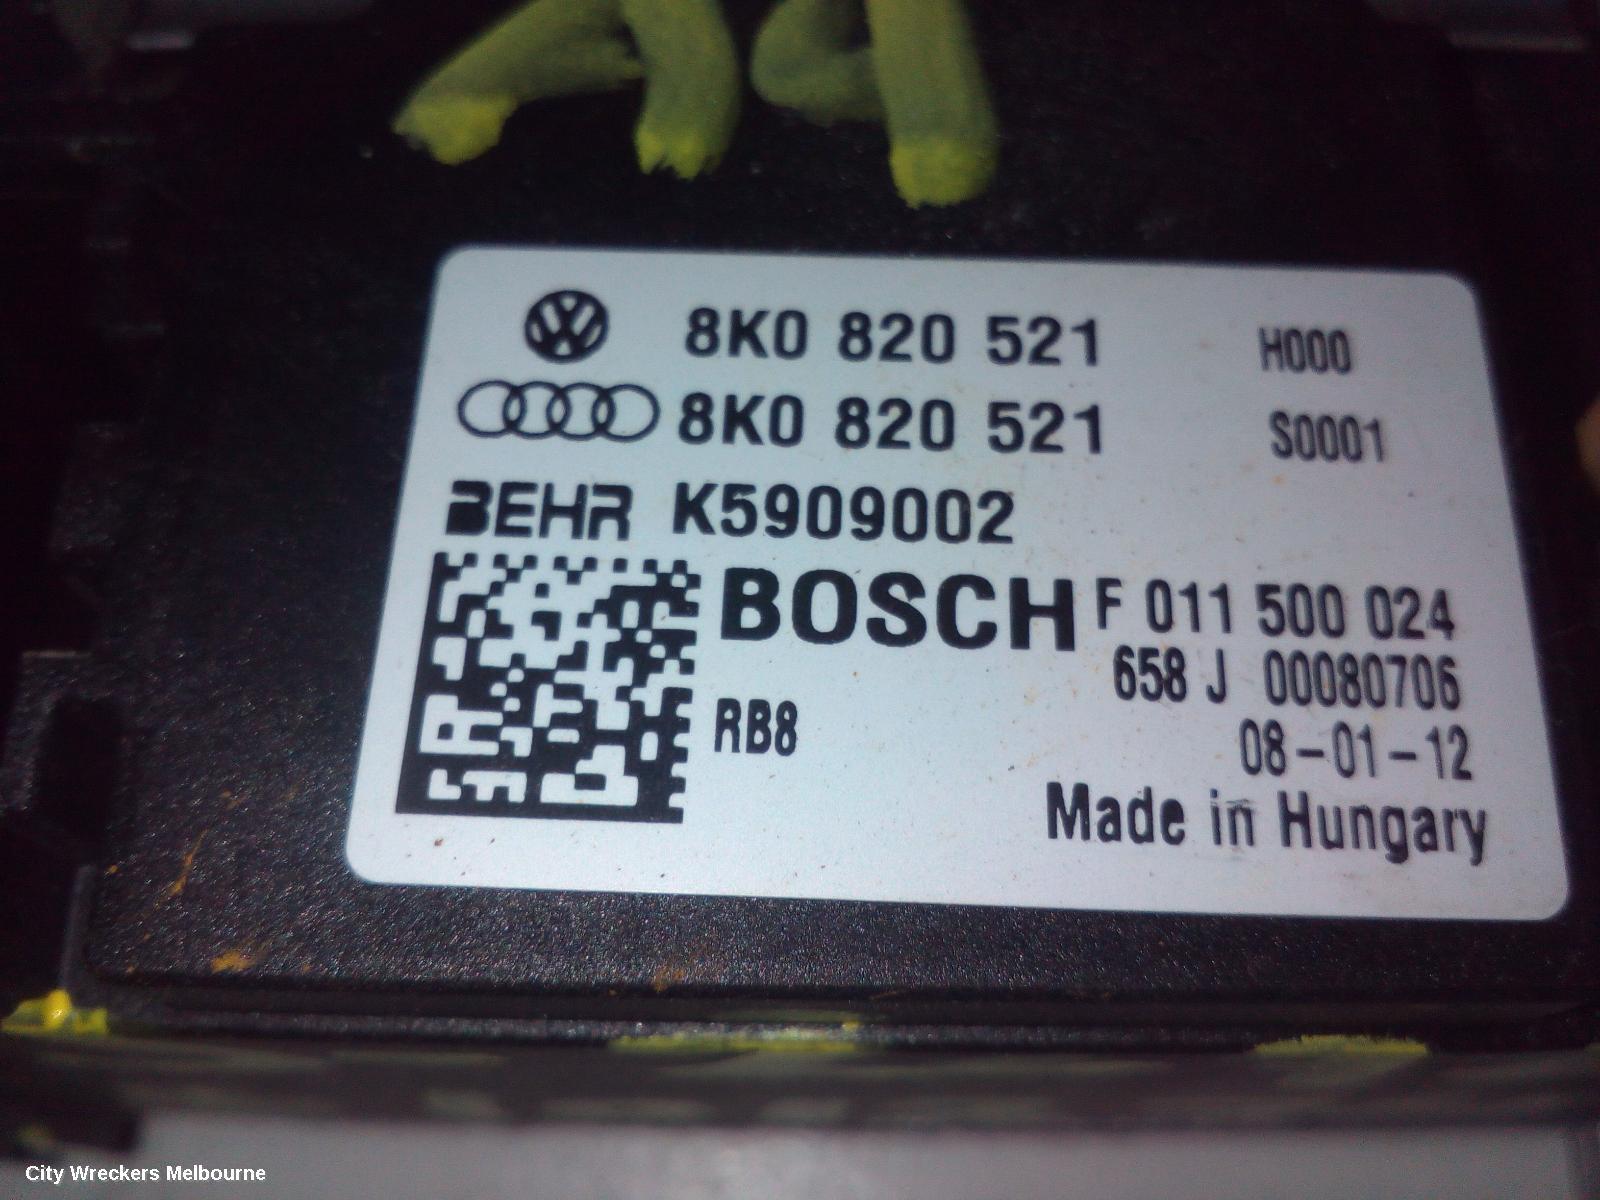 8K0 820 521 H000
8K0 820 521 S0001
BEHR K5909002
BOSCH F 011 500 024
658 J 00080706
RB8
08-01-12
Made in Hungary
City Wreckers Melbourne